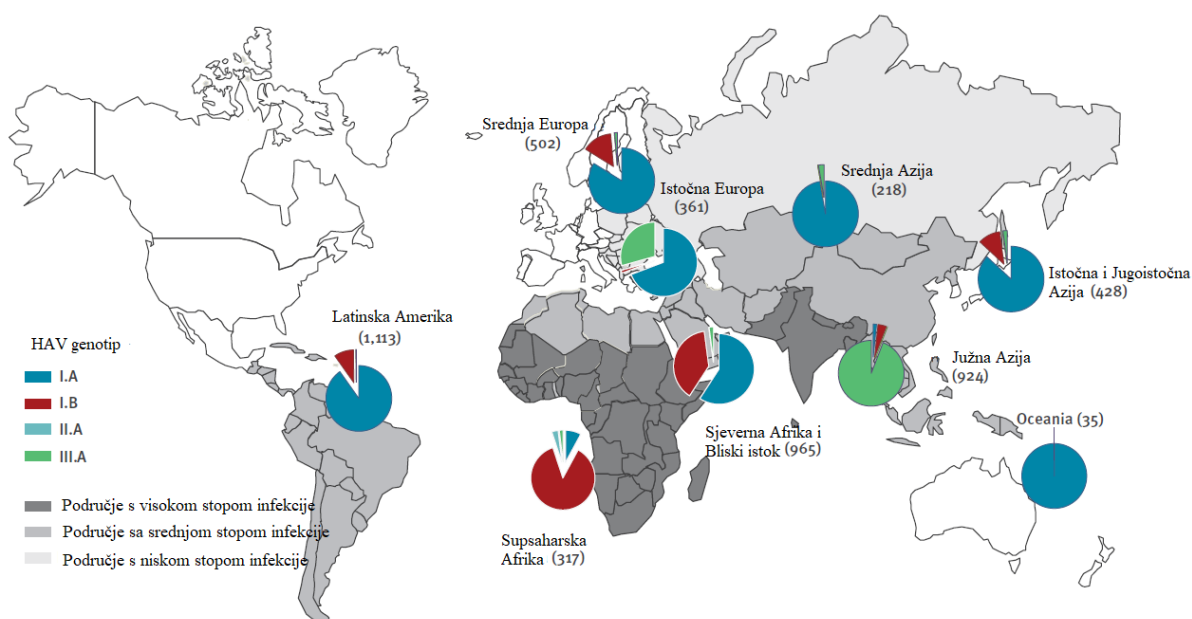 Srednja Europa
(502)
Istočna Europa
(361)
Srednja Azija
(218)
Istočna i Jugoistočna
Azija (428)
Latinska Amerika
(1,113)
HAV genotip
I.A
I.B
II.A
III.A
Južna Azija
(924)
Oceania (35)
Sjeverna Afrika i
Bliski istok (965)
Supsaharska
Afrika (317)
Područje s visokom stopom infekcije
Područje sa srednjom stopom infekcije
Područje s niskom stopom infekcije